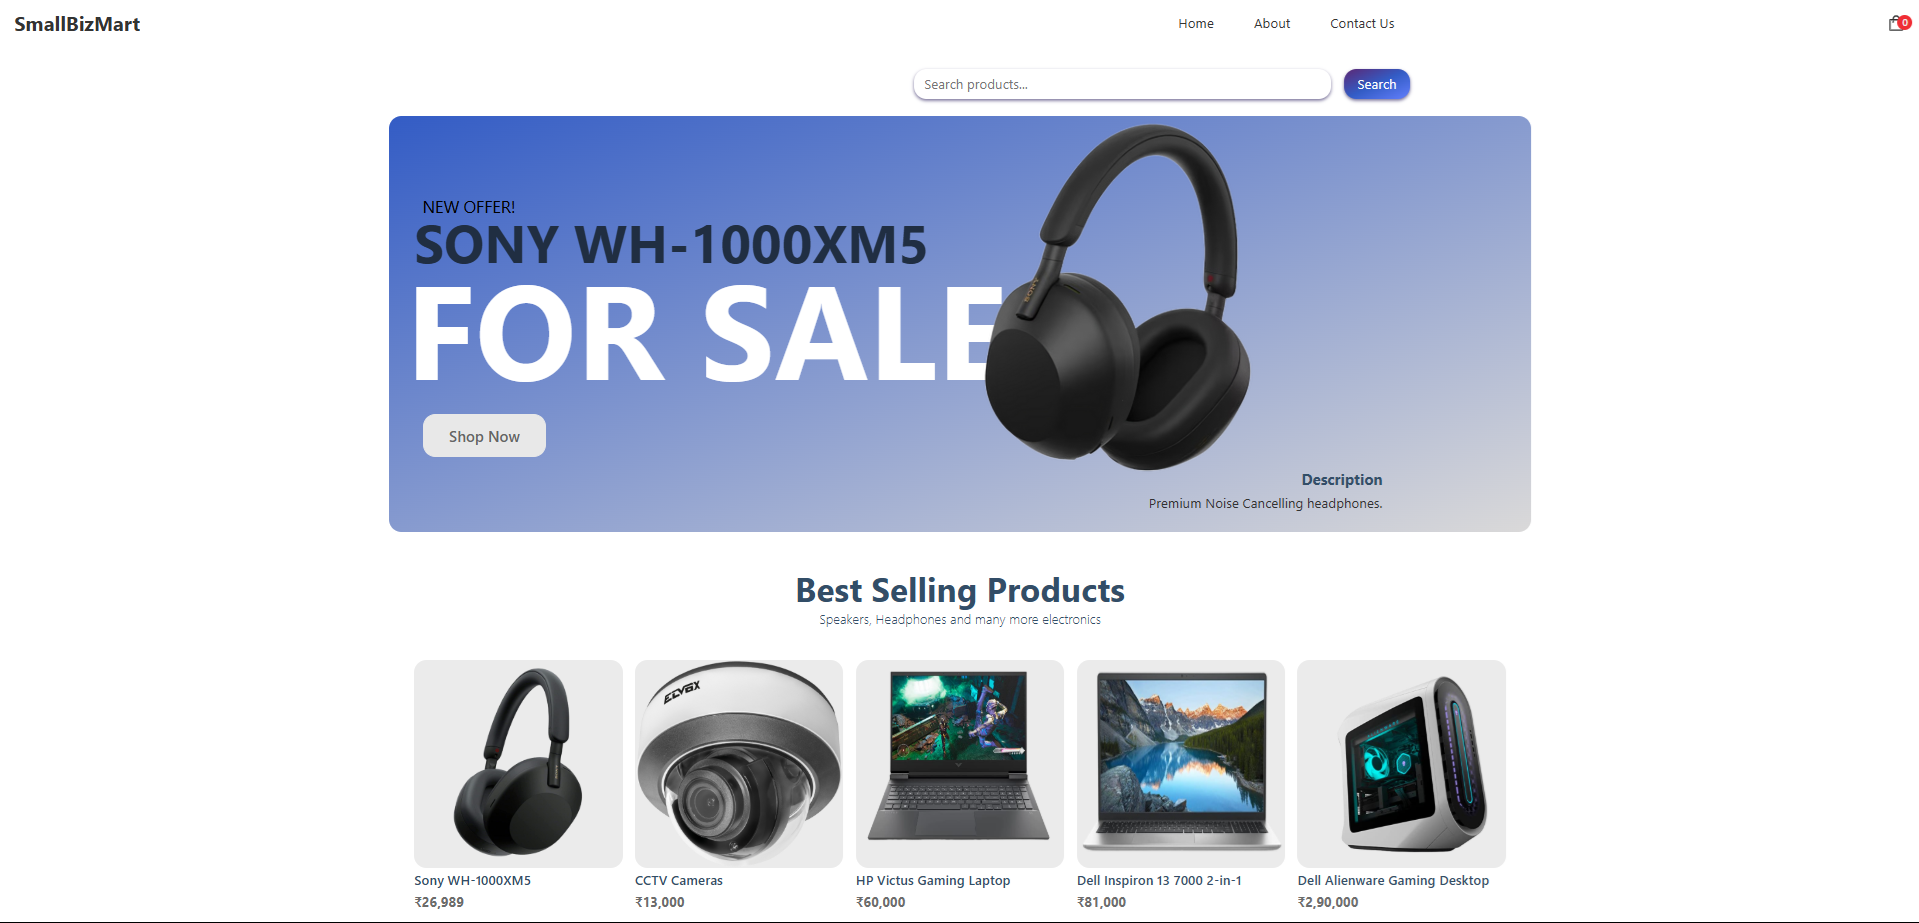 SmallBizMart
Home About Contact Us
0
Search products...
Search
NEW OFFER!
SONY WH-1000XM5
FOR SALE
SONY
Shop Now
Description
Premium Noise Cancelling headphones.
Best Selling Products
Speakers, Headphones and many more electronics
Sony WH-1000XM5
₹26,989
CCTV Cameras
₹13,000
HP Victus Gaming Laptop
₹60,000
Dell Inspiron 13 7000 2-in-1
₹81,000
Dell Alienware Gaming Desktop
₹2,90,000